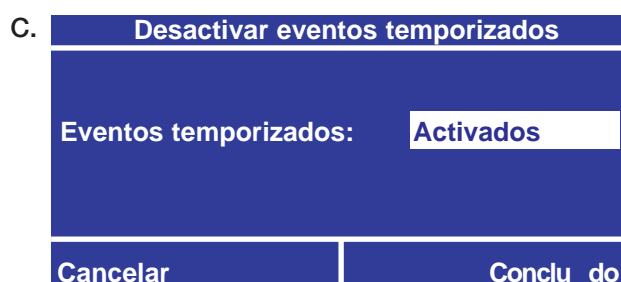 C.
Desactivar eventos temporizados
Eventos temporizados: Activados
Cancelar Conclu do